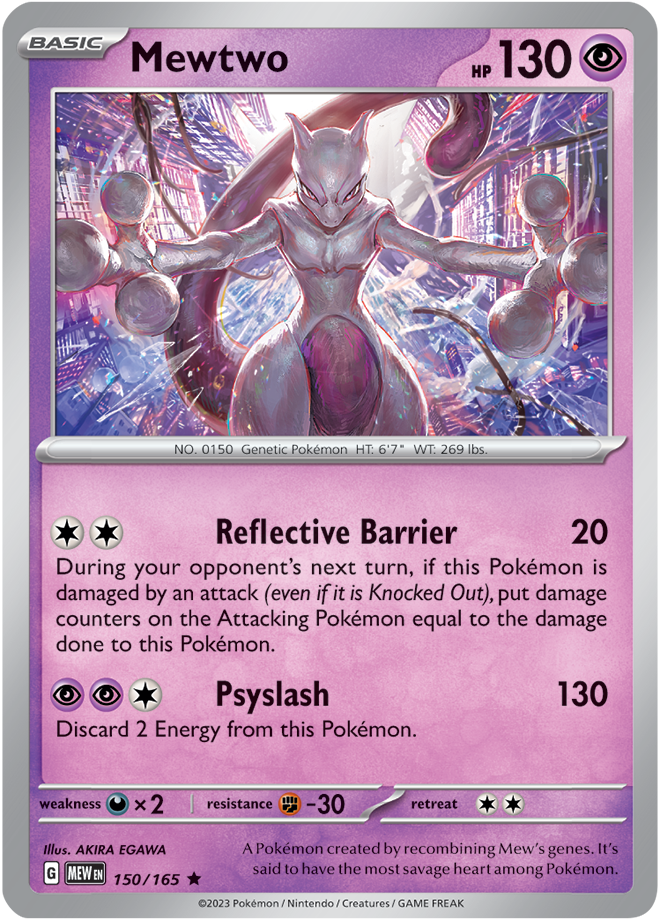 BASIC
Mewtwo
HP 130
NO. 0150 Genetic Pokémon HT: 6'7" WT: 269 lbs.
Reflective Barrier 20
During your opponent's next turn, if this Pokémon is
damaged by an attack (even if it is Knocked Out), put damage
counters on the Attacking Pokémon equal to the damage
done to this Pokémon.
Psyslash 130
Discard 2 Energy from this Pokémon.
weakness ×2 resistance -30 retreat
Illus. AKIRA EGAWA
A Pokémon created by recombining Mew's genes. It's
said to have the most savage heart among Pokémon.
G MEW EN 150/165 ★
©2023 Pokémon / Nintendo / Creatures / GAME FREAK